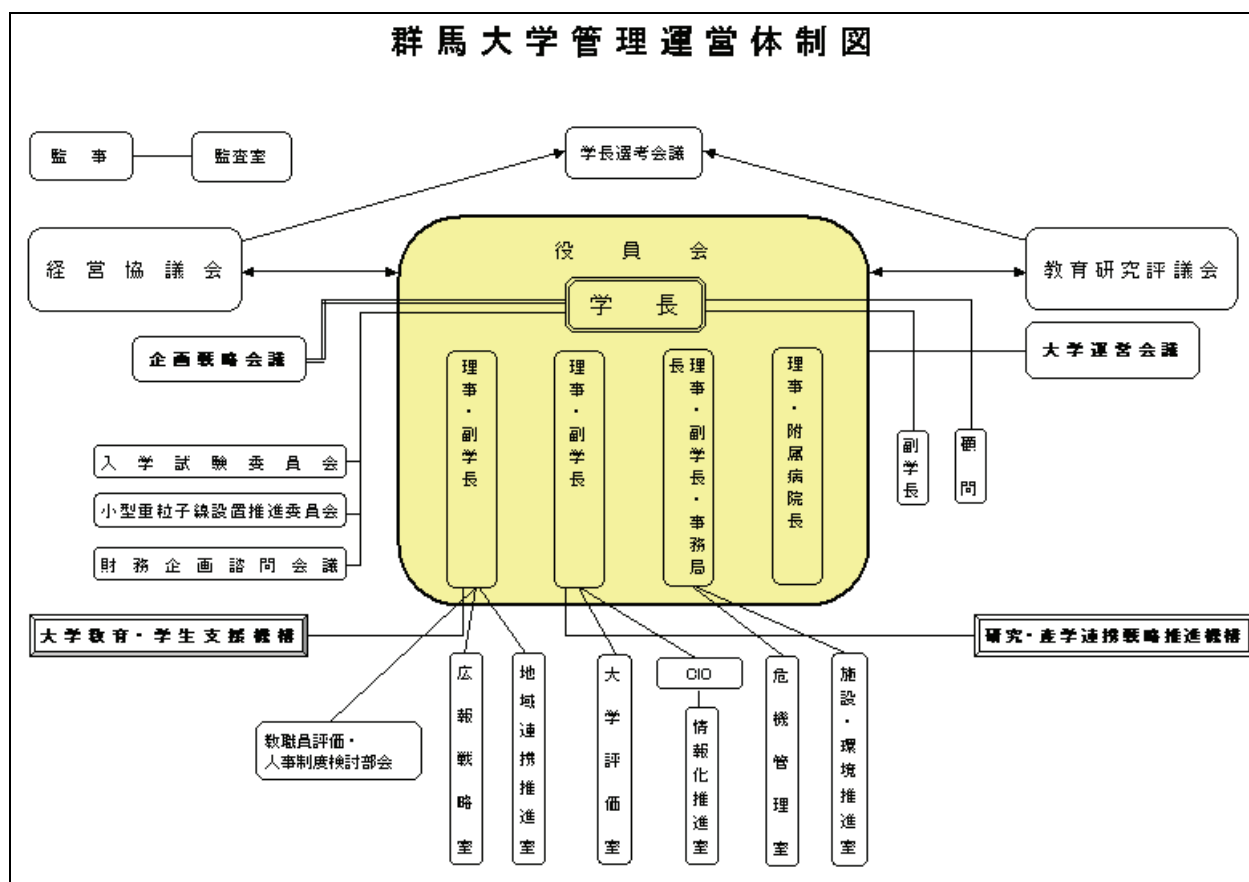 群馬大学管理運営体制図
監事
監査室
学長選考会議
経営協議会
役員会
教育研究評議会
学長
企画戦略会議
大学運営会議
理事・副学長
理事・副学長
理事・副学長・事務局
長
理事・附属病院長
副学長
顧問
入学試験委員会
小型重粒子線設置推進委員会
財務企画諮問会議
大学教育・学生支援機構
研究・産学連携戦略推進機構
教職員評価・
人事制度検討部会
広報戦略室
地域連携推進室
大学評価室
CIO
情報化推進室
危機管理室
施設・環境推進室